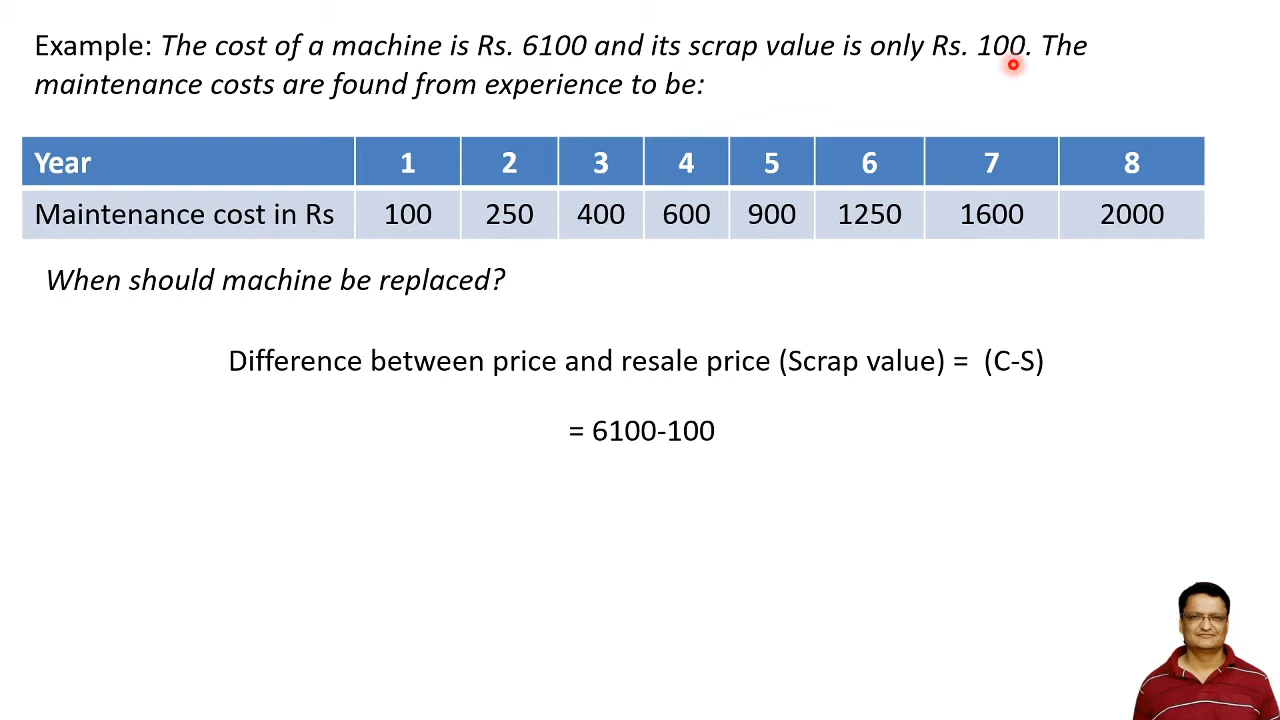 Example: The cost of a machine is Rs. 6100 and its scrap value is only Rs. 100. The
maintenance costs are found from experience to be:
Year 1 2 3 4 5 6 7 8
Maintenance cost in Rs 100 250 400 600 900 1250 1600 2000
When should machine be replaced?
Difference between price and resale price (Scrap value) = (C-S)
= 6100-100